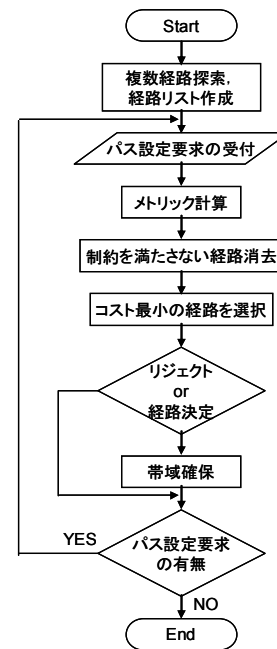 Start
複数経路探索,
経路リスト作成
パス設定要求の受付
メトリック計算
制約を満たさない経路消去
コスト最小の経路を選択
リジェクト
or
経路決定
帯域確保
YES
パス設定要求
の有無
NO
End